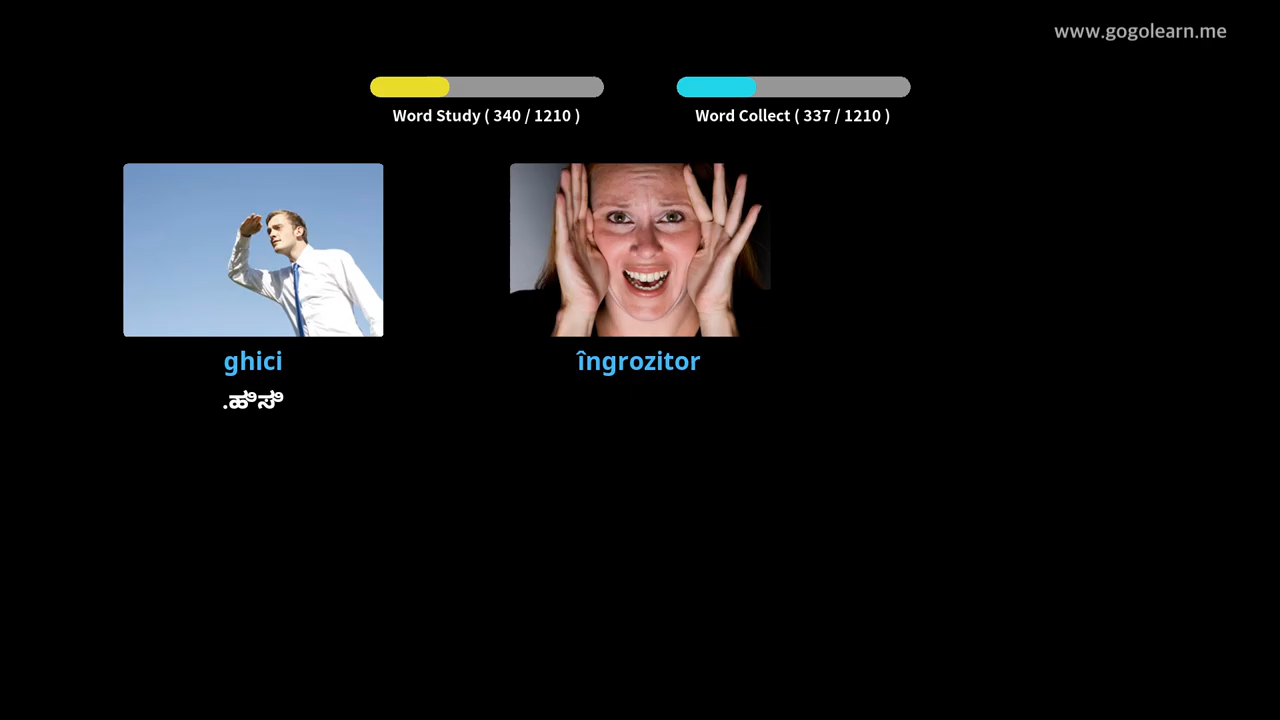 www.gogolearn.me
Word Study ( 340 / 1210 )
Word Collect ( 337 / 1210 )
ghici
îngrozitor
.ಹಿಸಿ